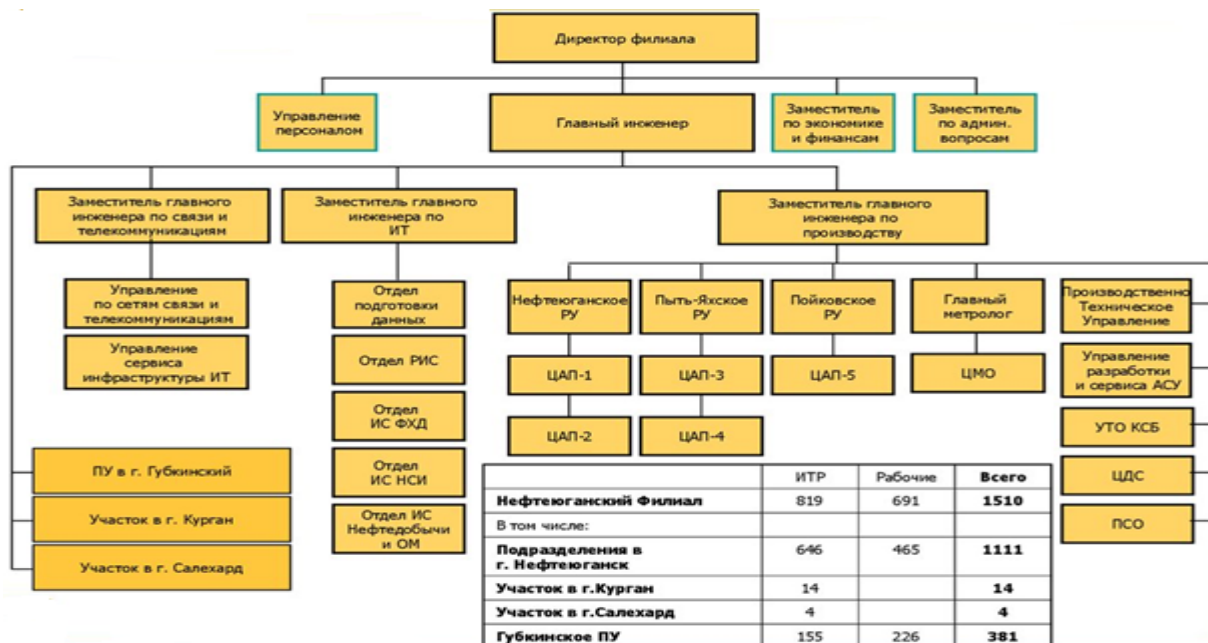 Директор филиала
Управление
персоналом
Главный инженер
Заместитель
по экономике
и финансам
Заместитель
по админ.
вопросам
Заместитель главного
инженера по связи и
телекоммуникациям
Заместитель главного
инженера по
ИТ
Заместитель главного
инженера по
производству
Управление
по сетям связи и
телекоммуникациям
Управление
сервиса
инфраструктуры ИТ
Отдел
подготовки
данных
Отдел РИС
Отдел
ИС ФХД
Отдел
ИС НСИ
Отдел ИС
Нефтедобычи
и ОМ
Нефтеюганское
РУ
ЦАП-1
ЦАП-2
Пыть-Яхское
РУ
ЦАП-3
ЦАП-4
Пойковское
РУ
ЦАП-5
Главный
метролог
ЦМО
Производственно
Техническое
Управление
Управление
разработки
и сервиса АСУ
УТО КСБ
ЦДС
ПСО
ПУ в г. Губкинский
Участок в г. Курган
Участок в г. Салехард
ИТР Рабочие Всего
Нефтеюганский Филиал 819 691 1510
В том числе:
Подразделения в
г. Нефтеюганск 646 465 1111
Участок в г.Курган 14 14
Участок в г.Салехард 4 4
Губкинское ПУ 155 226 381